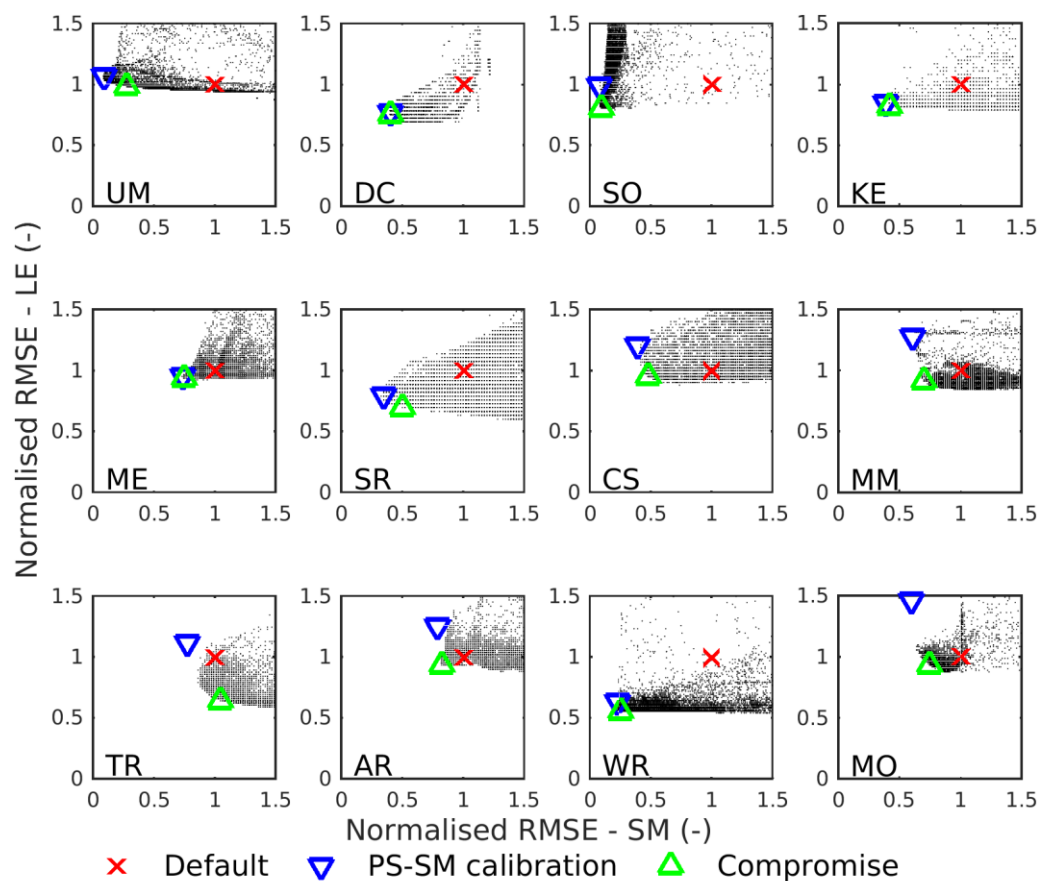 1.5
1
0.5
0
UM
0 0.5 1 1.5
1.5
1
0.5
0
DC
0 0.5 1 1.5
1.5
1
0.5
0
SO
0 0.5 1 1.5
1.5
1
0.5
0
KE
0 0.5 1 1.5
Normalised RMSE - LE (-)
1.5
1
0.5
0
ME
0 0.5 1 1.5
1.5
1
0.5
0
SR
0 0.5 1 1.5
1.5
1
0.5
0
CS
0 0.5 1 1.5
1.5
1
0.5
0
MM
0 0.5 1 1.5
1.5
1
0.5
0
TR
0 0.5 1 1.5
1.5
1
0.5
0
AR
0 0.5 1 1.5
1.5
1
0.5
0
WR
0 0.5 1 1.5
1.5
1
0.5
0
MO
0 0.5 1 1.5
Normalised RMSE - SM (-)
Default PS-SM calibration Compromise